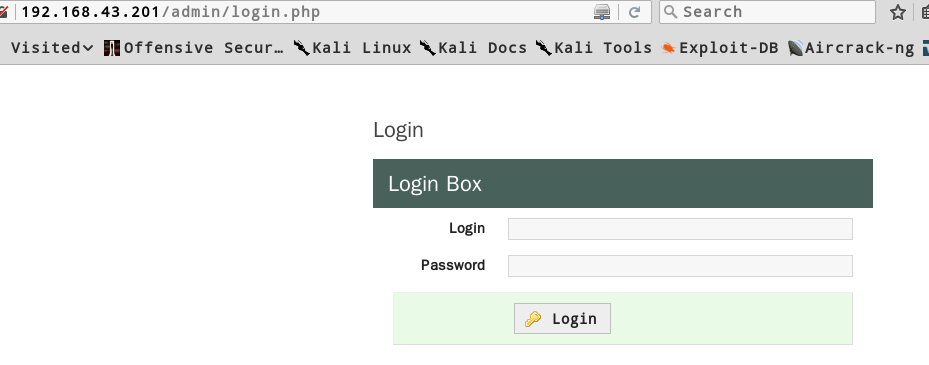 192.168.43.201/admin/login.php Search
Visited Offensive Secur… Kali Linux Kali Docs Kali Tools Exploit-DB Aircrack-ng
Login
Login Box
Login
Password
Login